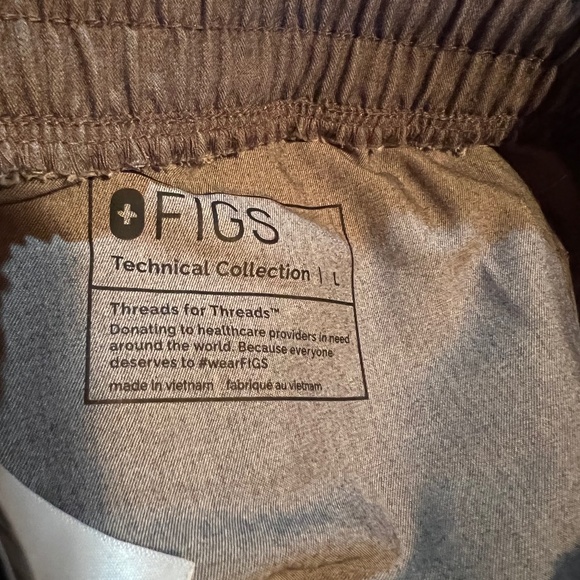 FIGS
Technical Collection | L
Threads for Threads™
Donating to healthcare providers in need
around the world. Because everyone
deserves to #wearFIGS
made in vietnam fabriqué au vietnam